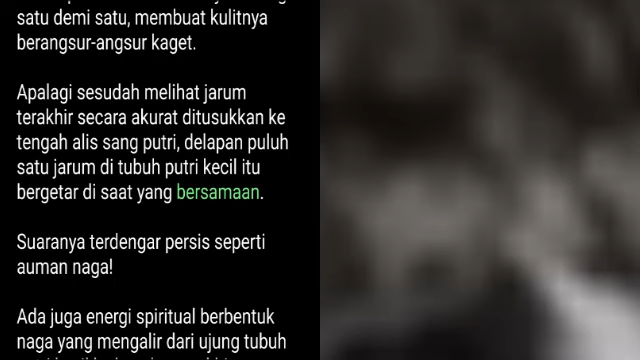 satu demi satu, membuat kulitnya
berangsur-angsur kaget.
Apalagi sesudah melihat jarum
terakhir secara akurat ditusukkan ke
tengah alis sang putri, delapan puluh
satu jarum di tubuh putri kecil itu
bergetar di saat yang bersamaan.
Suaranya terdengar persis seperti
auman naga!
Ada juga energi spiritual berbentuk
naga yang mengalir dari ujung tubuh